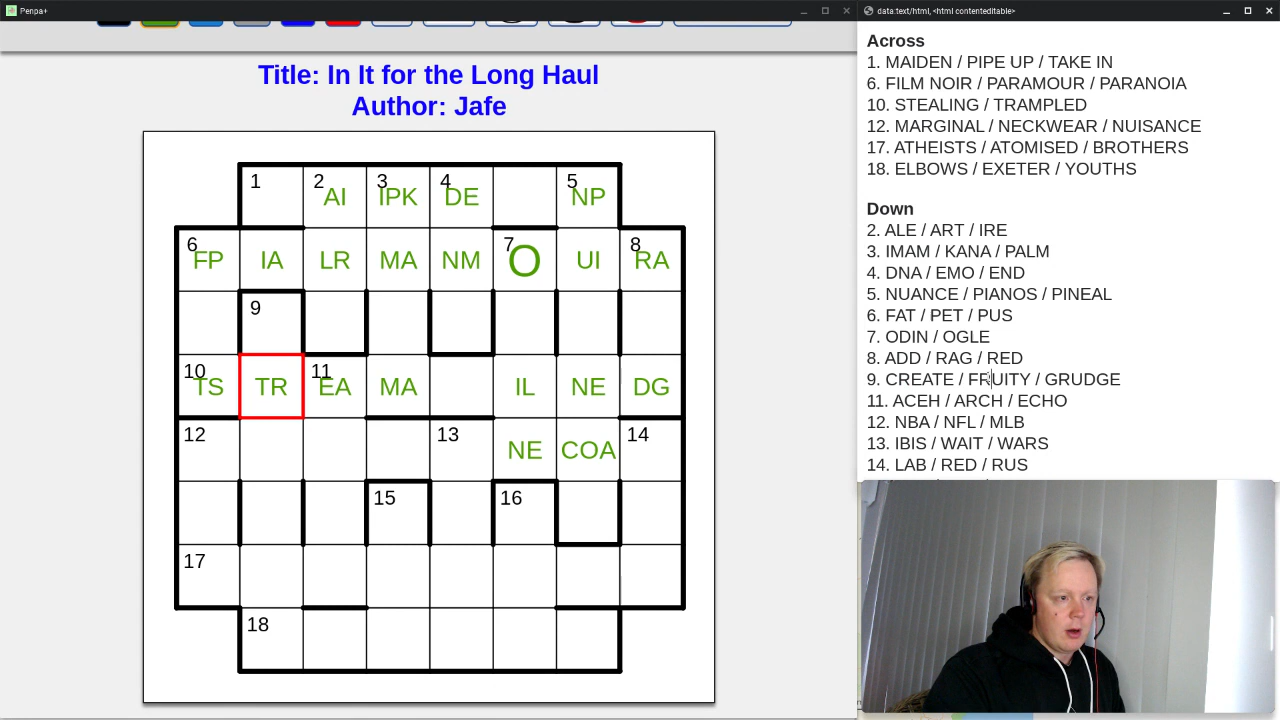 Penpa+
data:text/html, <html contenteditable>
Title: In It for the Long Haul
Author: Jafe
1 2 AI 3 IPK 4 DE 5 NP
6 FP IA LR MA NM 7 O UI 8 RA
9
10 TS TR 11 EA MA IL NE DG
12 13 NE COA 14
15 16
17
18
Across
1. MAIDEN / PIPE UP / TAKE IN
6. FILM NOIR / PARAMOUR / PARANOIA
10. STEALING / TRAMPLED
12. MARGINAL / NECKWEAR / NUISANCE
17. ATHEISTS / ATOMISED / BROTHERS
18. ELBOWS / EXETER / YOUTHS
Down
2. ALE / ART / IRE
3. IMAM / KANA / PALM
4. DNA / EMO / END
5. NUANCE / PIANOS / PINEAL
6. FAT / PET / PUS
7. ODIN / OGLE
8. ADD / RAG / RED
9. CREATE / FRUITY / GRUDGE
11. ACEH / ARCH / ECHO
12. NBA / NFL / MLB
13. IBIS / WAIT / WARS
14. LAB / RED / RUS